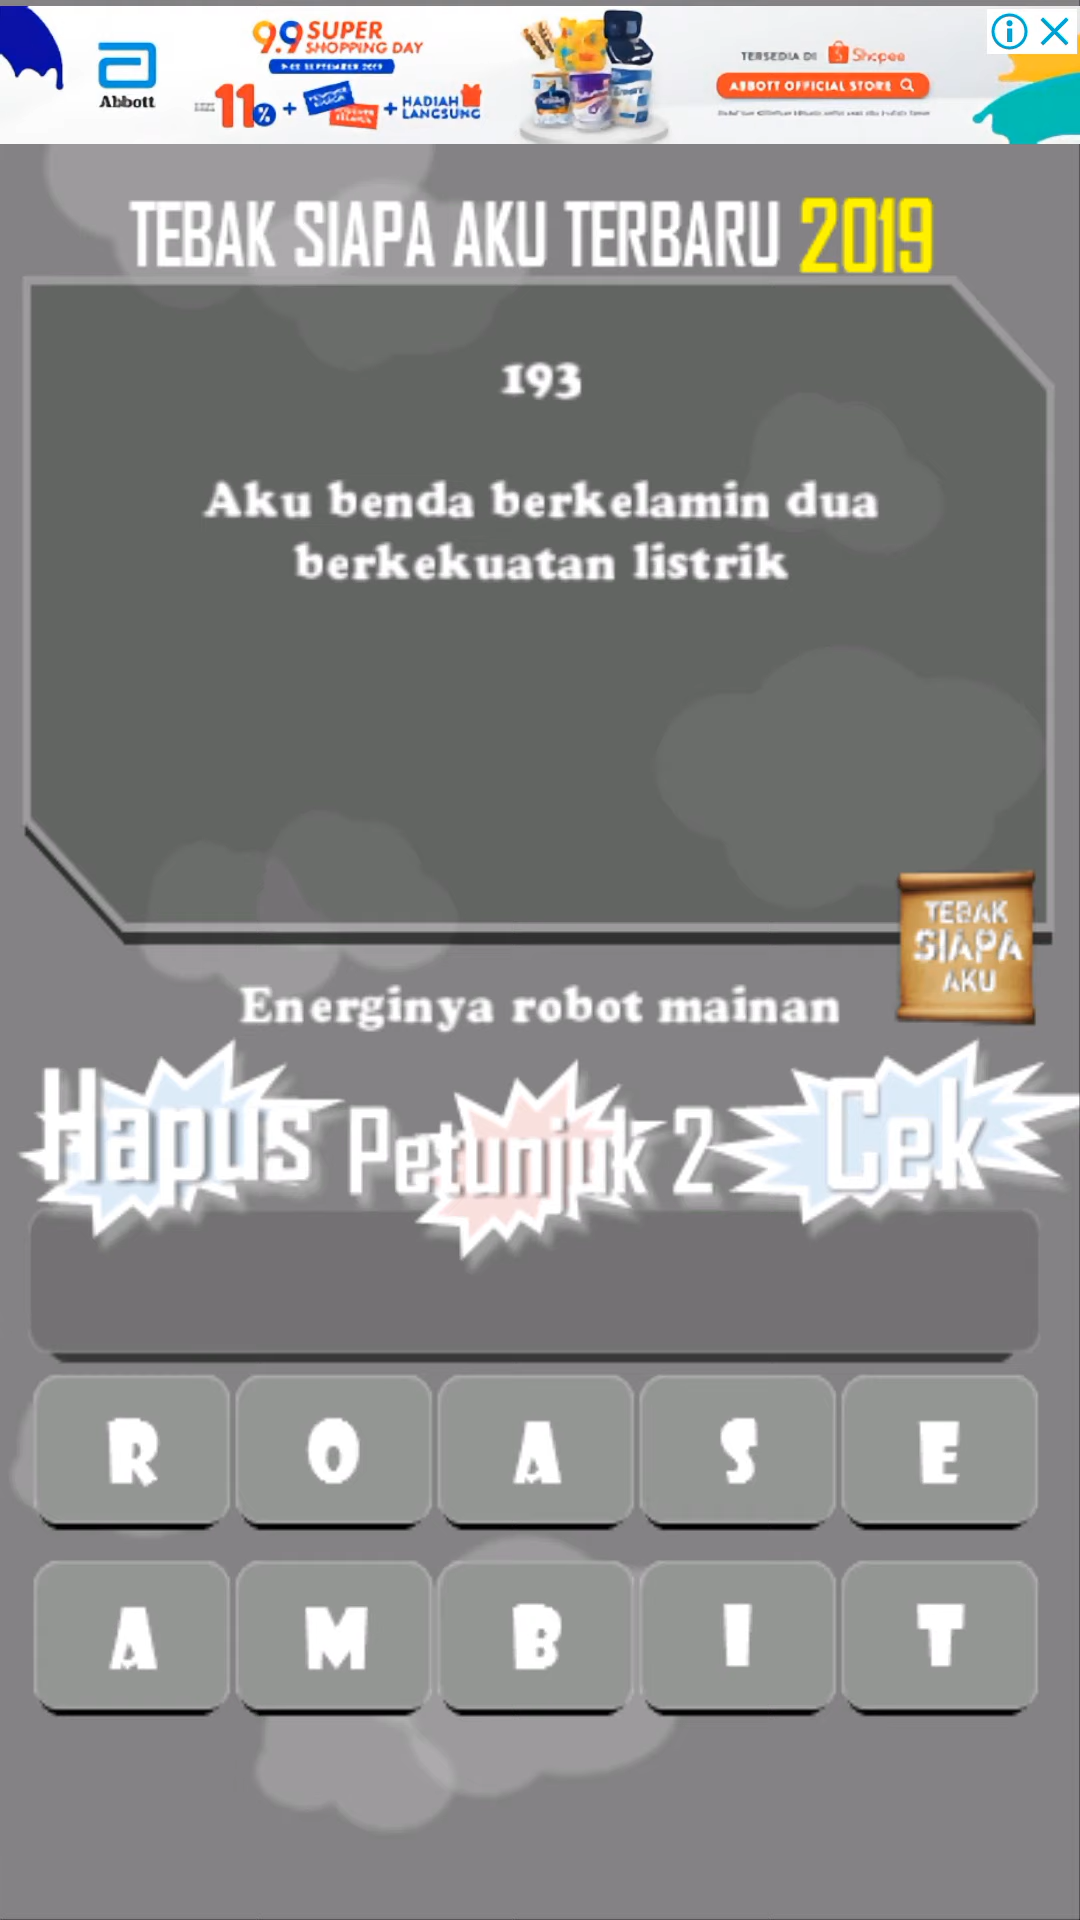 9.9 SUPER
SHOPPING DAY
Abbott
11% +
+ HADIAH
LANGSUNG
TERSEDIA DI Shopee
ABBOTT OFFICIAL STORE
TEBAK SIAPA AKU TERBARU 2019
193
Aku benda berkelamin dua
berkekuatan listrik
TEBAK
SIAPA
AKU
Energinya robot mainan
Hapus Petunjuk 2 Cek
R O A S E
A M B I T